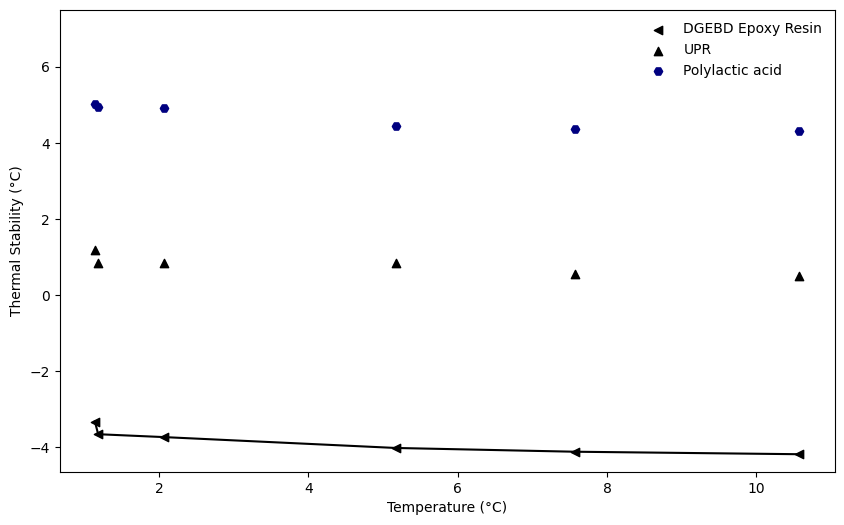 DGEBD Epoxy Resin
UPR
Polylactic acid
6
4
2
0
−2
−4
Thermal Stability (°C)
2
4
6
8
10
Temperature (°C)